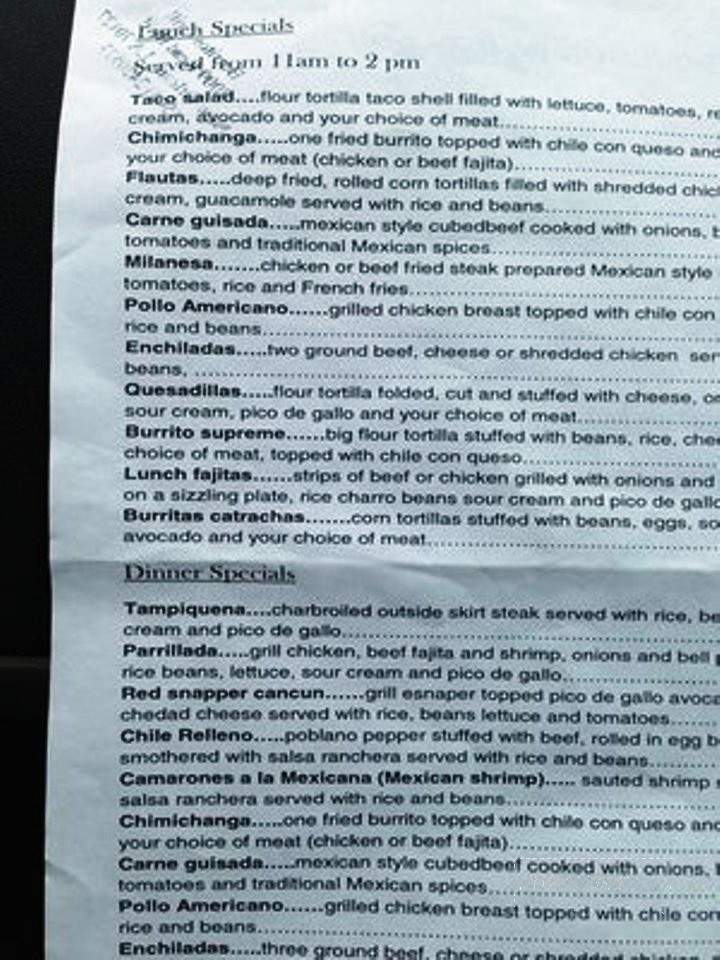 Lunch Specials
Served from 11am to 2 pm
Taco salad....flour tortilla taco shell filled with lettuce, tomatoes,
cream, avocado and your choice of meat....................
Chimichanga.....one fried burrito topped with chile con queso and
your choice of meat (chicken or beef fajita)....................
Flautas.....deep fried, rolled corn tortillas filled with shredded
cream, guacamole served with rice and beans....................
Carne guisada.....mexican style cubedbeef cooked with onions,
tomatoes and traditional Mexican spices....................
Milanesa.......chicken or beef fried steak prepared Mexican style
tomatoes, rice and French fries....................
Pollo Americano......grilled chicken breast topped with chile con
rice and beans....................
Enchiladas.....two ground beef, cheese or shredded chicken
beans, ....................
Quesadillas.....flour tortilla folded, cut and stuffed with cheese,
sour cream, pico de gallo and your choice of meat....................
Burrito supreme......big flour tortilla stuffed with beans, rice,
choice of meat, topped with chile con queso....................
Lunch fajitas......strips of beef or chicken grilled with onions and
on a sizzling plate, rice charro beans sour cream and pico de gallo
Burritas catrachas.......corn tortillas stuffed with beans, eggs,
avocado and your choice of meat....................
Dinner Specials
Tampiquena....charbroiled outside skirt steak served with rice,
cream and pico de gallo....................
Parrillada.....grill chicken, beef fajita and shrimp, onions and bell
rice beans, lettuce, sour cream and pico de gallo....................
Red snapper cancun......grill esnaper topped pico de gallo
chedad cheese served with rice, beans lettuce and tomatoes.......
Chile Relleno.....poblano pepper stuffed with beef, rolled in egg
smothered with salsa ranchera served with rice and beans..........
Camarones a la Mexicana (Mexican shrimp)..... sauted shrimp
salsa ranchera served with rice and beans....................
Chimichanga.....one fried burrito topped with chile con queso and
your choice of meat (chicken or beef fajita)....................
Carne guisada.....mexican style cubedbeef cooked with onions,
tomatoes and traditional Mexican spices....................
Pollo Americano......grilled chicken breast topped with chile con
rice and beans....................
Enchiladas.....three ground beef, cheese or shredded chicken